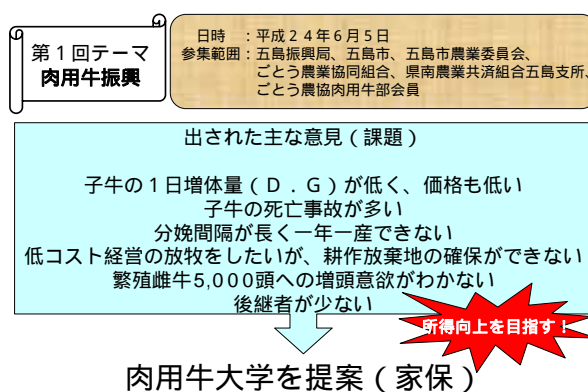 第１回テーマ
肉用牛振興
日時　：平成２４年６月５日
参集範囲：五島振興局、五島市、五島市農業委員会、
ごとう農業協同組合、県南農業共済組合五島支所、
ごとう農協肉用牛部会員
出された主な意見（課題）
子牛の１日増体量（Ｄ．Ｇ）が低く、価格も低い
子牛の死亡事故が多い
分娩間隔が長く一年一産できない
低コスト経営の放牧をしたいが、耕作放棄地の確保ができない
繁殖雌牛5,000頭への増頭意欲がわかない
後継者が少ない
所得向上を目指す！
肉用牛大学を提案（家保）